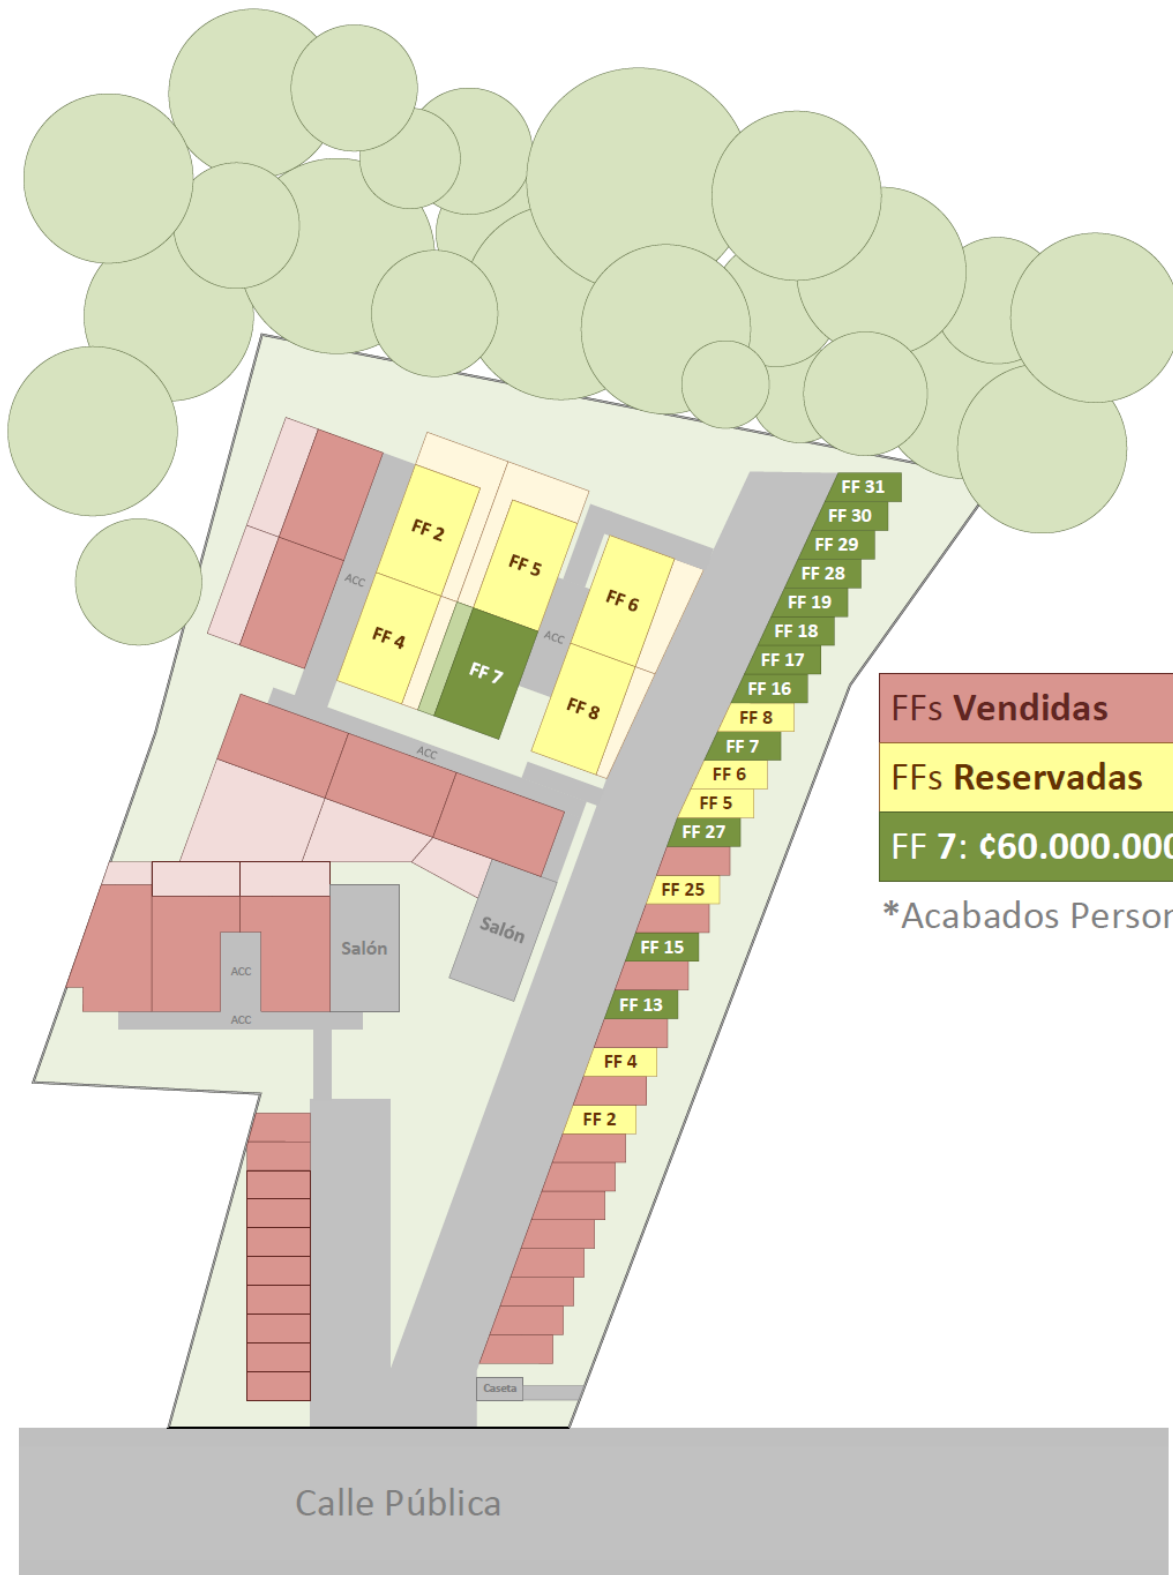 FF 31
FF 30
FF 29
FF 28
FF 19
FF 18
FF 17
FF 16
FF 8
FF 7
FF 6
FF 5
FF 27
FF 25
FF 15
FF 13
FF 4
FF 2
FF 2
FF 5
FF 6
ACC
FF 4
FF 7
ACC
FF 8
ACC
FFs Vendidas
FFs Reservadas
FF 7: ¢60.000.000
*Acabados Person
Salón
Salón
ACC
ACC
Caseta
Calle Pública